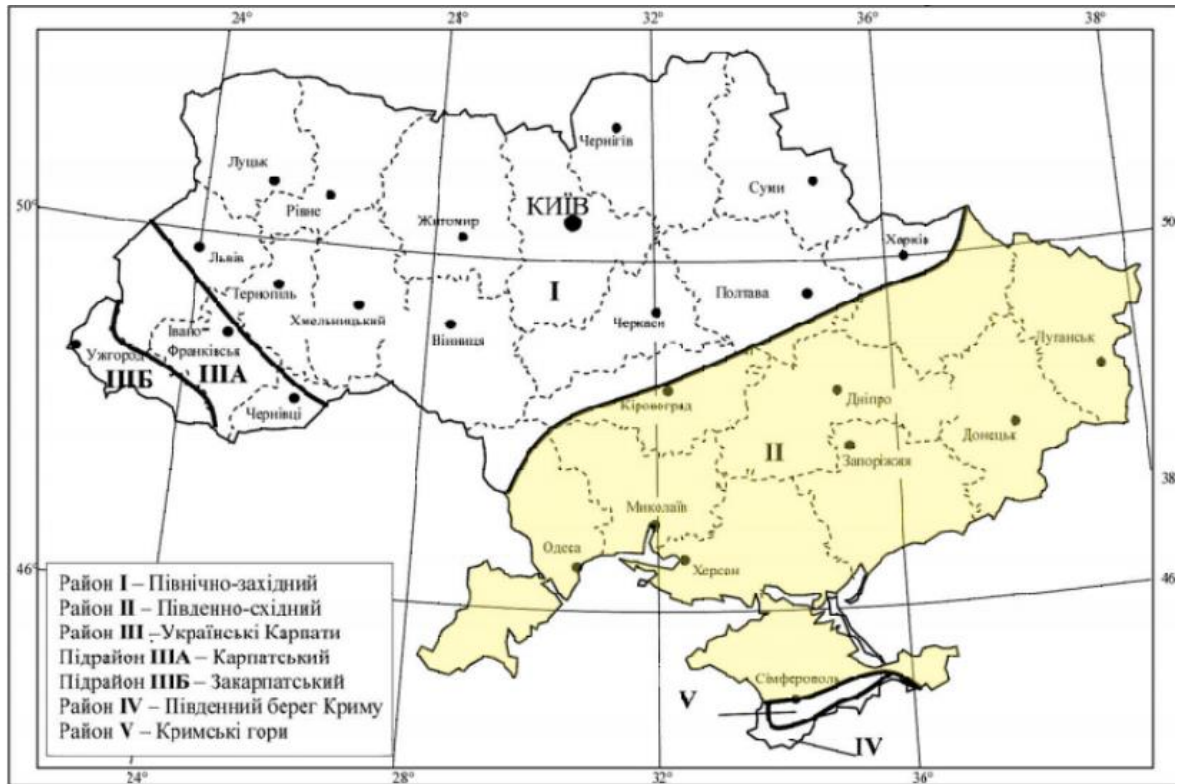 24° 28° 32° 36° 38°
Чернігів
Луцьк
Суми
50°
Рівне
Житомир
КИЇВ
50
Львів
Харків
Тернопіль
I
Полтава
Хмельницький
Черкаси
Вінниця
Івано-
Франківськ
Ужгород
Луганськ
IIIБ
IIIА
Чернівці
Кіровоград
Дніпро
Донецьк
II
Запоріжжя
38
Миколаїв
Одеса
Херсон
46°
46
Район I – Північно-західний
Район II – Південно-східний
Район III –Українські Карпати
Підрайон IIIА – Карпатський
Підрайон IIIБ – Закарпатський
Район IV – Південний берег Криму
Район V – Кримські гори
Сімферополь
V
IV
24° 28° 32° 36°